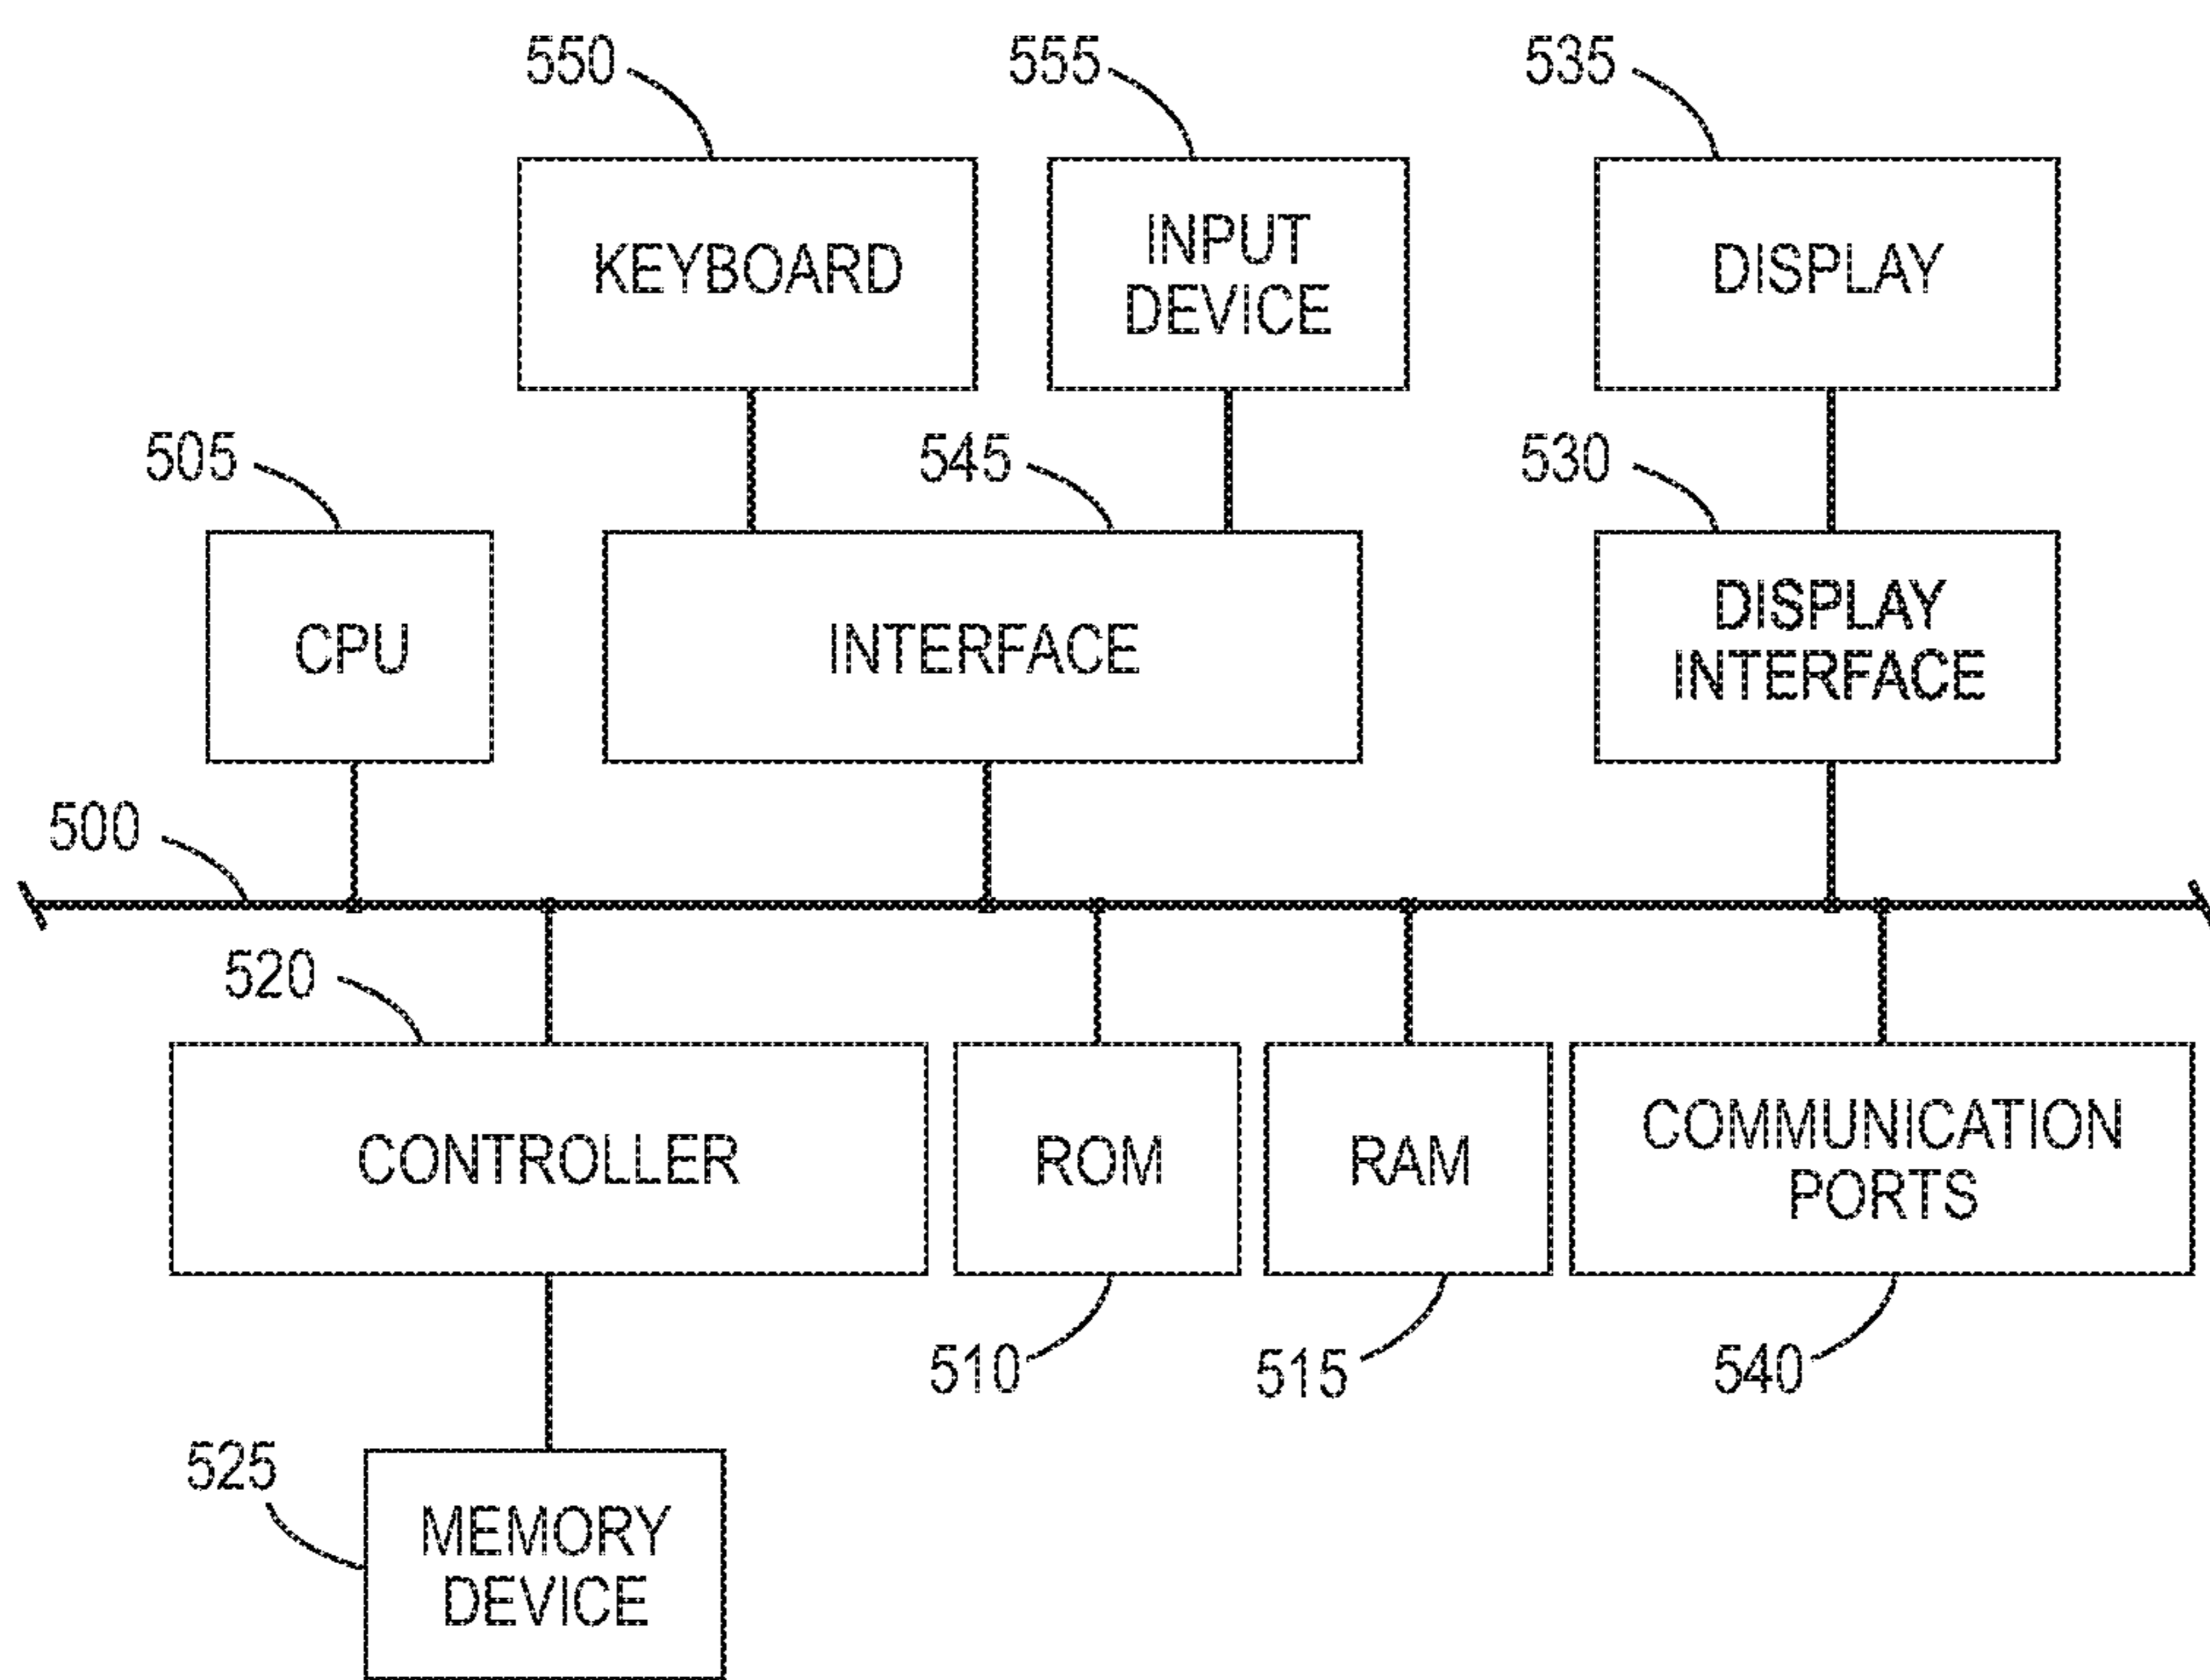 550
555
535
KEYBOARD
INPUT
DEVICE
DISPLAY
505
545
530
CPU
INTERFACE
DISPLAY
INTERFACE
500
520
CONTROLLER
ROM
RAM
COMMUNICATION
PORTS
510
515
540
525
MEMORY
DEVICE